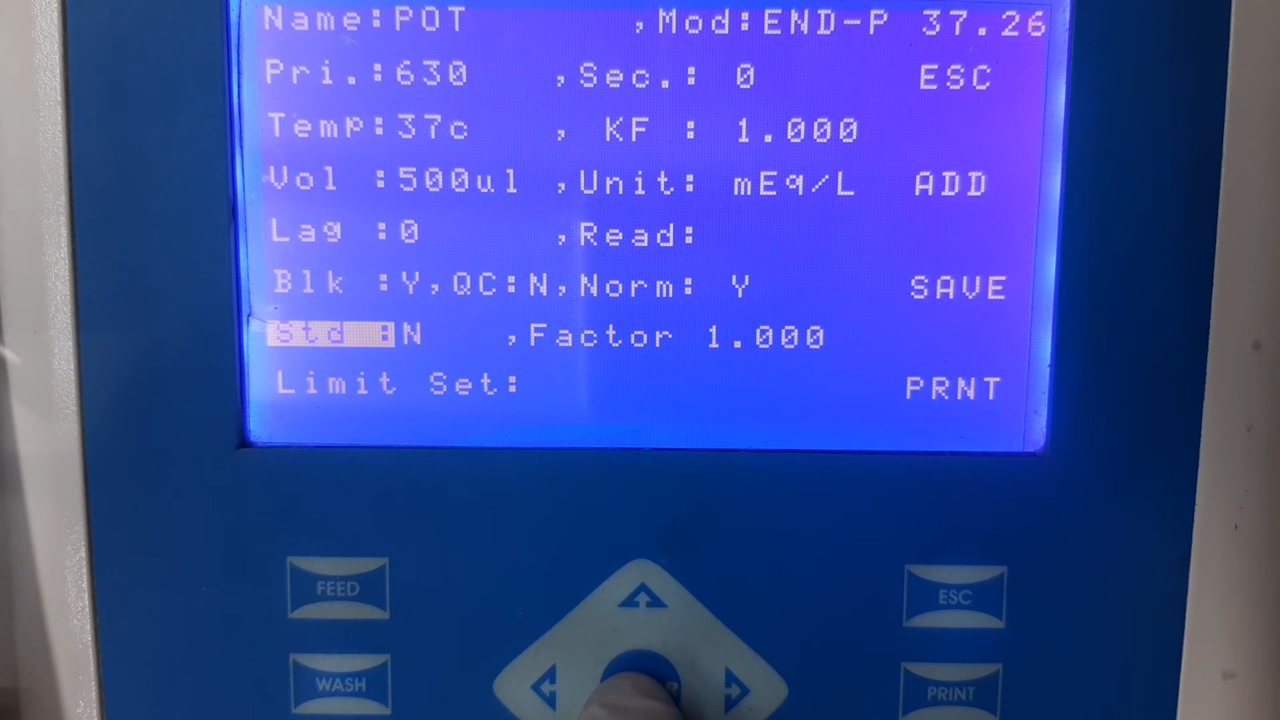 Name:POT ,Mod:END-P 37.26
Pri.:630 ,Sec.: 0 ESC
Temp:37c , KF : 1.000
Vol :500ul ,Unit: mEq/L ADD
Lag :0 ,Read:
Blk :Y,QC:N,Norm: Y SAVE
Std :N ,Factor 1.000
Limit Set: PRNT
FEED ESC
WASH PRINT